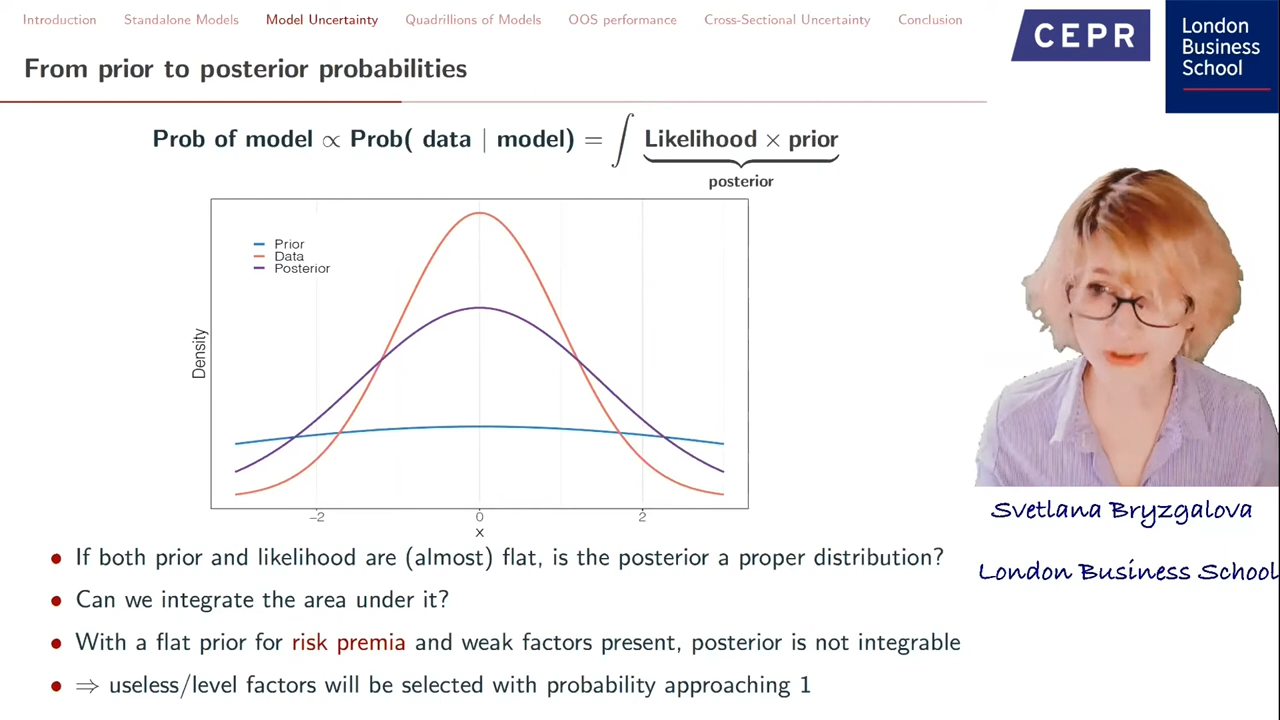 Introduction Standalone Models Model Uncertainty Quadrillions of Models OOS performance Cross-Sectional Uncertainty Conclusion
CEPR
London
Business
School
From prior to posterior probabilities
Prob of model ∝ Prob( data | model) = ∫ Likelihood × prior
posterior
Prior
Data
Posterior
Density
−2 0 2
x
• If both prior and likelihood are (almost) flat, is the posterior a proper distribution?
• Can we integrate the area under it?
• With a flat prior for risk premia and weak factors present, posterior is not integrable
• ⇒ useless/level factors will be selected with probability approaching 1
Svetlana Bryzgalova
London Business School